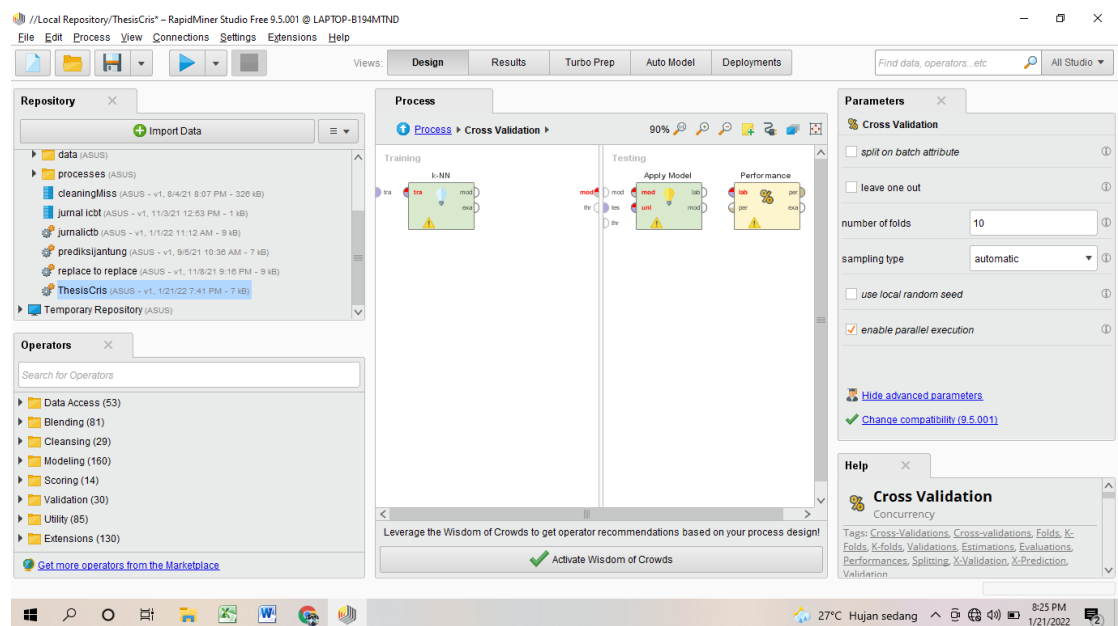 //Local Repository/ThesisCris* – RapidMiner Studio Free 9.5.001 @ LAPTOP-B194MTND
File Edit Process View Connections Settings Extensions Help
Views: Design Results Turbo Prep Auto Model Deployments
Find data, operators...etc All Studio
Repository
Import Data
data (ASUS)
processes (ASUS)
cleaningMiss (ASUS - v1, 8/4/21 8:07 PM - 326 kB)
jurnal icbt (ASUS - v1, 11/3/21 12:53 PM - 1 kB)
jurnalictb (ASUS - v1, 1/1/22 11:12 AM - 9 kB)
prediksijantung (ASUS - v1, 9/5/21 10:36 AM - 7 kB)
replace to replace (ASUS - v1, 11/8/21 9:16 PM - 9 kB)
ThesisCris (ASUS - v1, 1/21/22 7:41 PM - 7 kB)
Temporary Repository (ASUS)
Operators
Search for Operators
Data Access (53)
Blending (81)
Cleansing (29)
Modeling (160)
Scoring (14)
Validation (30)
Utility (85)
Extensions (130)
Get more operators from the Marketplace
Process
Process Cross Validation
90%
Training
Testing
k-NN
tra tra mod
exa
Apply Model
mod mod mod lab
thr tes unl mod
thr
Performance
lab % per
per exa
Leverage the Wisdom of Crowds to get operator recommendations based on your process design!
Activate Wisdom of Crowds
Parameters
% Cross Validation
split on batch attribute
leave one out
number of folds 10
sampling type automatic
use local random seed
enable parallel execution
Hide advanced parameters
Change compatibility (9.5.001)
Help
% Cross Validation
Concurrency
Tags: Cross-Validations, Cross-validations, Folds, K-
Folds, K-folds, Validations, Estimations, Evaluations,
Performances, Splitting, X-Validation, X-Prediction,
Validation
27°C Hujan sedang
8:25 PM
1/21/2022
2